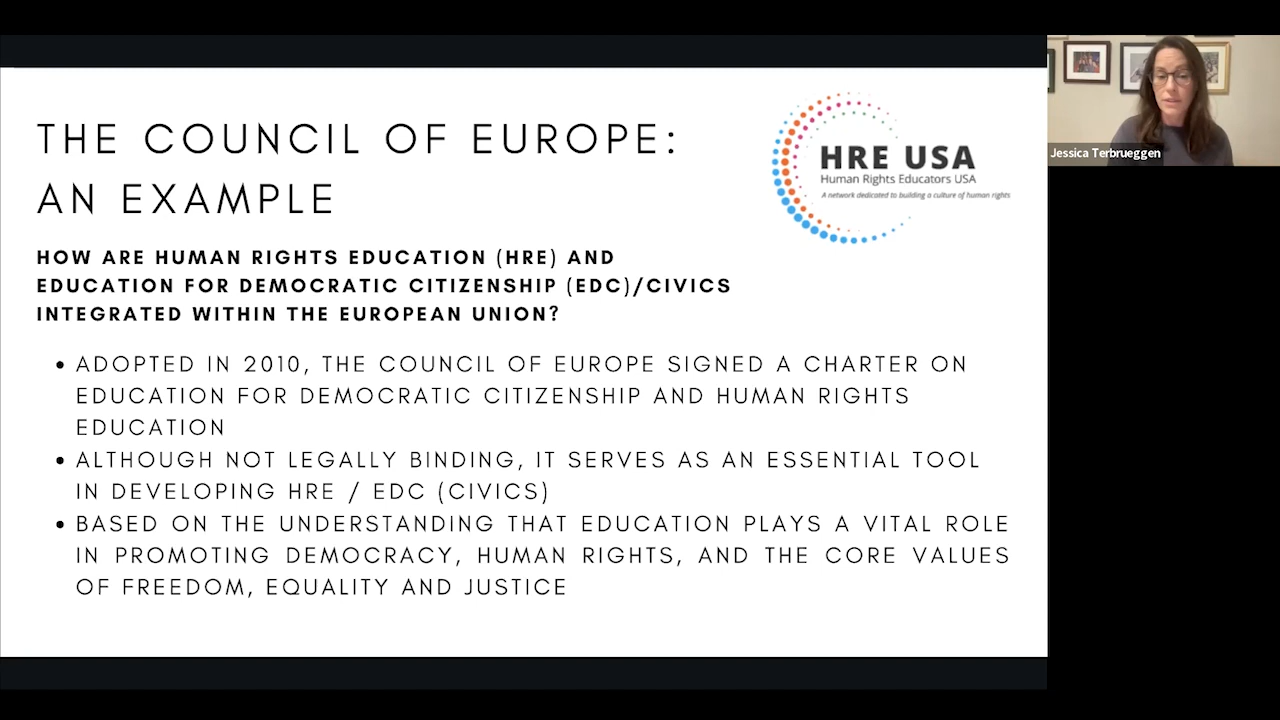 THE COUNCIL OF EUROPE:
AN EXAMPLE
HRE USA
Human Rights Educators USA
A network dedicated to building a culture of human rights
Jessica Terbrueggen
HOW ARE HUMAN RIGHTS EDUCATION (HRE) AND
EDUCATION FOR DEMOCRATIC CITIZENSHIP (EDC)/CIVICS
INTEGRATED WITHIN THE EUROPEAN UNION?
• ADOPTED IN 2010, THE COUNCIL OF EUROPE SIGNED A CHARTER ON
EDUCATION FOR DEMOCRATIC CITIZENSHIP AND HUMAN RIGHTS
EDUCATION
• ALTHOUGH NOT LEGALLY BINDING, IT SERVES AS AN ESSENTIAL TOOL
IN DEVELOPING HRE / EDC (CIVICS)
• BASED ON THE UNDERSTANDING THAT EDUCATION PLAYS A VITAL ROLE
IN PROMOTING DEMOCRACY, HUMAN RIGHTS, AND THE CORE VALUES
OF FREEDOM, EQUALITY AND JUSTICE